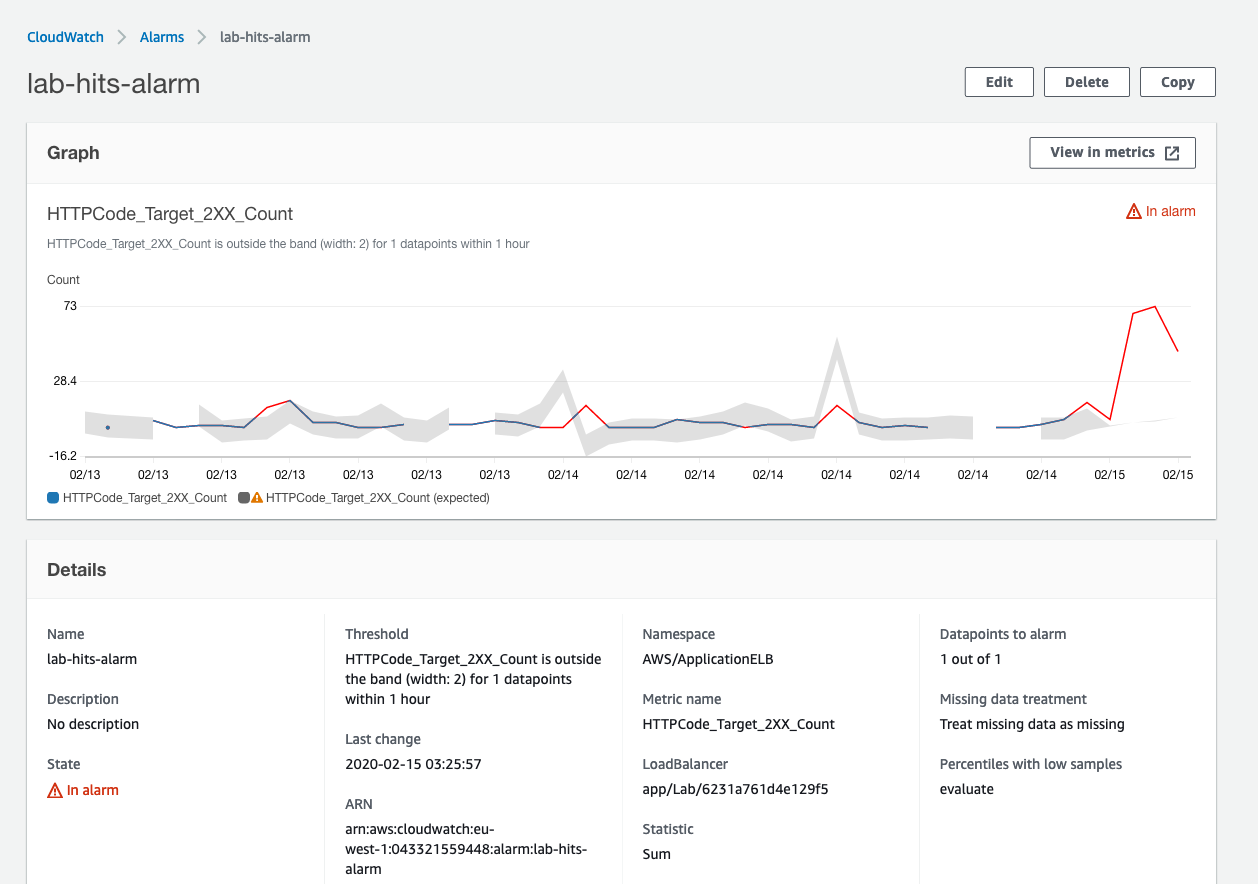 CloudWatch > Alarms > lab-hits-alarm
lab-hits-alarm
Edit Delete Copy
Graph
View in metrics
HTTPCode_Target_2XX_Count
In alarm
HTTPCode_Target_2XX_Count is outside the band (width: 2) for 1 datapoints within 1 hour
Count
73
28.4
-16.2
02/13 02/13 02/13 02/13 02/13 02/13 02/13 02/14 02/14 02/14 02/14 02/14 02/14 02/14 02/14 02/15 02/15
HTTPCode_Target_2XX_Count HTTPCode_Target_2XX_Count (expected)
Details
Name
lab-hits-alarm
Description
No description
State
In alarm
Threshold
HTTPCode_Target_2XX_Count is outside
the band (width: 2) for 1 datapoints
within 1 hour
Last change
2020-02-15 03:25:57
ARN
arn:aws:cloudwatch:eu-
west-1:043321559448:alarm:lab-hits-
alarm
Namespace
AWS/ApplicationELB
Metric name
HTTPCode_Target_2XX_Count
LoadBalancer
app/Lab/6231a761d4e129f5
Statistic
Sum
Datapoints to alarm
1 out of 1
Missing data treatment
Treat missing data as missing
Percentiles with low samples
evaluate